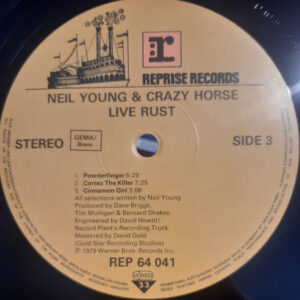 r
REPRISE RECORDS
NEIL YOUNG & CRAZY HORSE
LIVE RUST
STEREO
GEMA/
Biem
SIDE 3
1. Powderfinger 5:29
2. Cortez The Killer 7:25
3. Cinnamon Girl 3:08
All selections written by Neil Young
Produced by Dave Briggs,
Tim Mulligan & Bernard Shakey.
Engineered by David Hewitt/
Record Plant's Recording Truck.
Mastered by David Gold
(Gold Star Recording Studios)
℗ 1979 Warner Bros. Records Inc.
REP 64 041
33